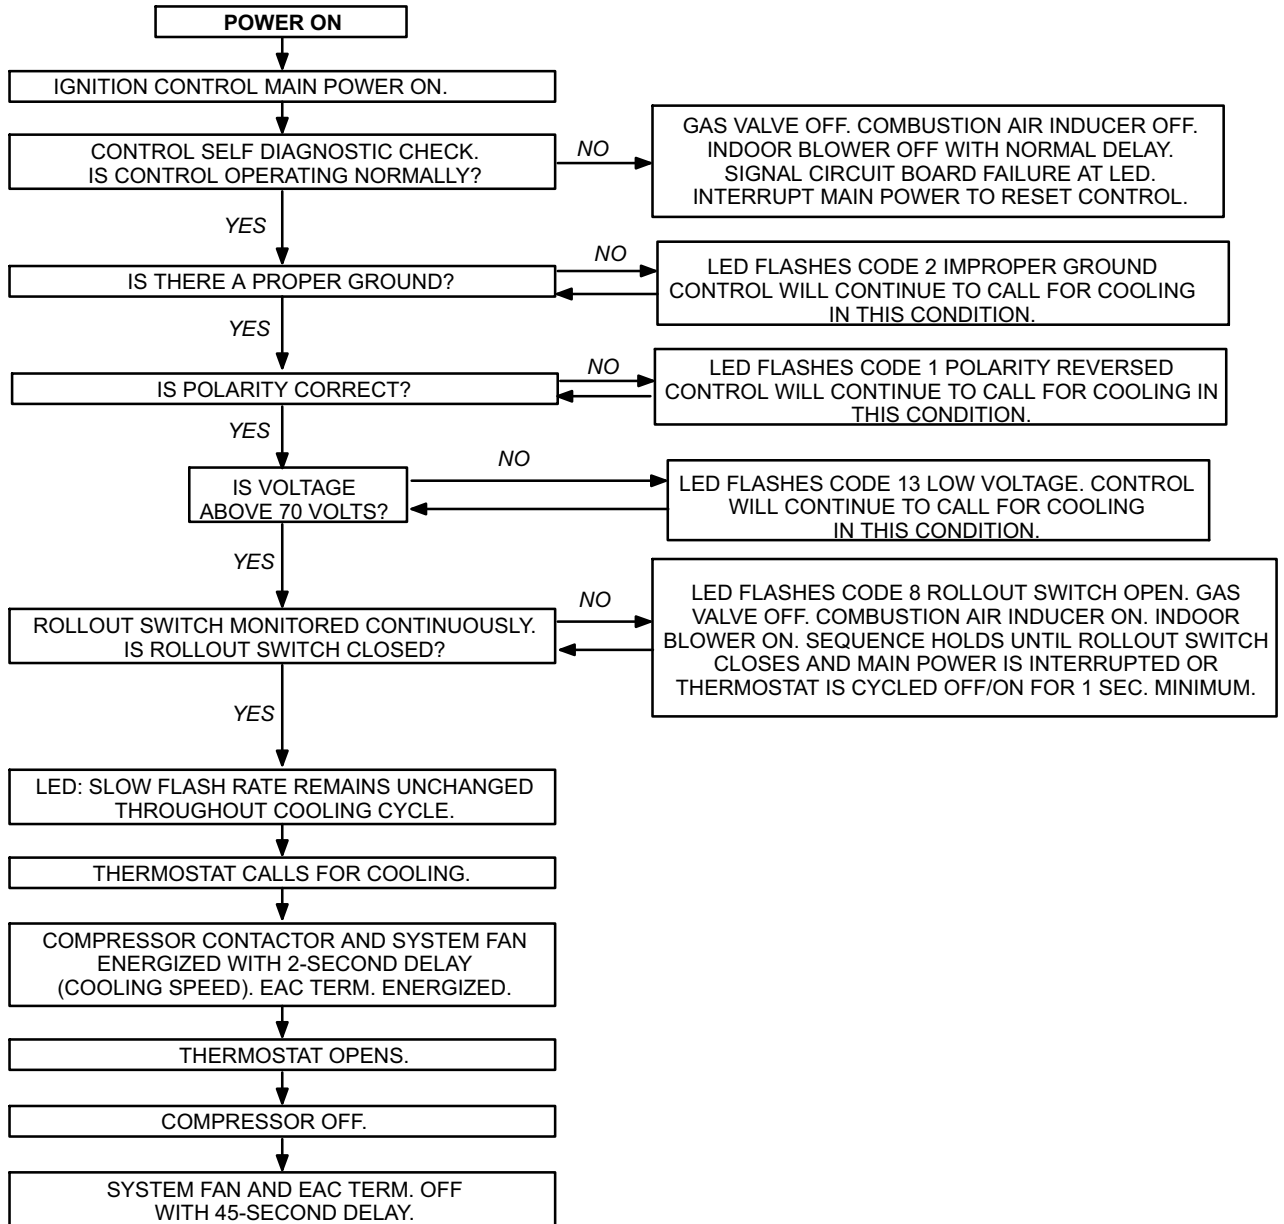 POWER ON
IGNITION CONTROL MAIN POWER ON.
CONTROL SELF DIAGNOSTIC CHECK.
IS CONTROL OPERATING NORMALLY?
NO
GAS VALVE OFF. COMBUSTION AIR INDUCER OFF.
INDOOR BLOWER OFF WITH NORMAL DELAY.
SIGNAL CIRCUIT BOARD FAILURE AT LED.
INTERRUPT MAIN POWER TO RESET CONTROL.
YES
IS THERE A PROPER GROUND?
NO
LED FLASHES CODE 2 IMPROPER GROUND
CONTROL WILL CONTINUE TO CALL FOR COOLING
IN THIS CONDITION.
YES
IS POLARITY CORRECT?
NO
LED FLASHES CODE 1 POLARITY REVERSED
CONTROL WILL CONTINUE TO CALL FOR COOLING IN
THIS CONDITION.
YES
IS VOLTAGE
ABOVE 70 VOLTS?
NO
LED FLASHES CODE 13 LOW VOLTAGE. CONTROL
WILL CONTINUE TO CALL FOR COOLING
IN THIS CONDITION.
YES
ROLLOUT SWITCH MONITORED CONTINUOUSLY.
IS ROLLOUT SWITCH CLOSED?
NO
LED FLASHES CODE 8 ROLLOUT SWITCH OPEN. GAS
VALVE OFF. COMBUSTION AIR INDUCER ON. INDOOR
BLOWER ON. SEQUENCE HOLDS UNTIL ROLLOUT SWITCH
CLOSES AND MAIN POWER IS INTERRUPTED OR
THERMOSTAT IS CYCLED OFF/ON FOR 1 SEC. MINIMUM.
YES
LED: SLOW FLASH RATE REMAINS UNCHANGED
THROUGHOUT COOLING CYCLE.
THERMOSTAT CALLS FOR COOLING.
COMPRESSOR CONTACTOR AND SYSTEM FAN
ENERGIZED WITH 2-SECOND DELAY
(COOLING SPEED). EAC TERM. ENERGIZED.
THERMOSTAT OPENS.
COMPRESSOR OFF.
SYSTEM FAN AND EAC TERM. OFF
WITH 45-SECOND DELAY.